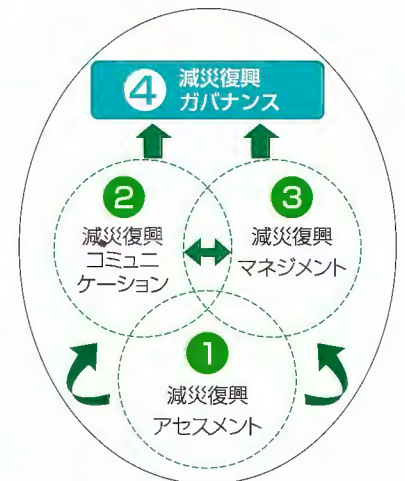 4
減災復興
ガバナンス
2
減災復興
コミュニ
ケーション
3
減災復興
マネジメント
1
減災復興
アセスメント